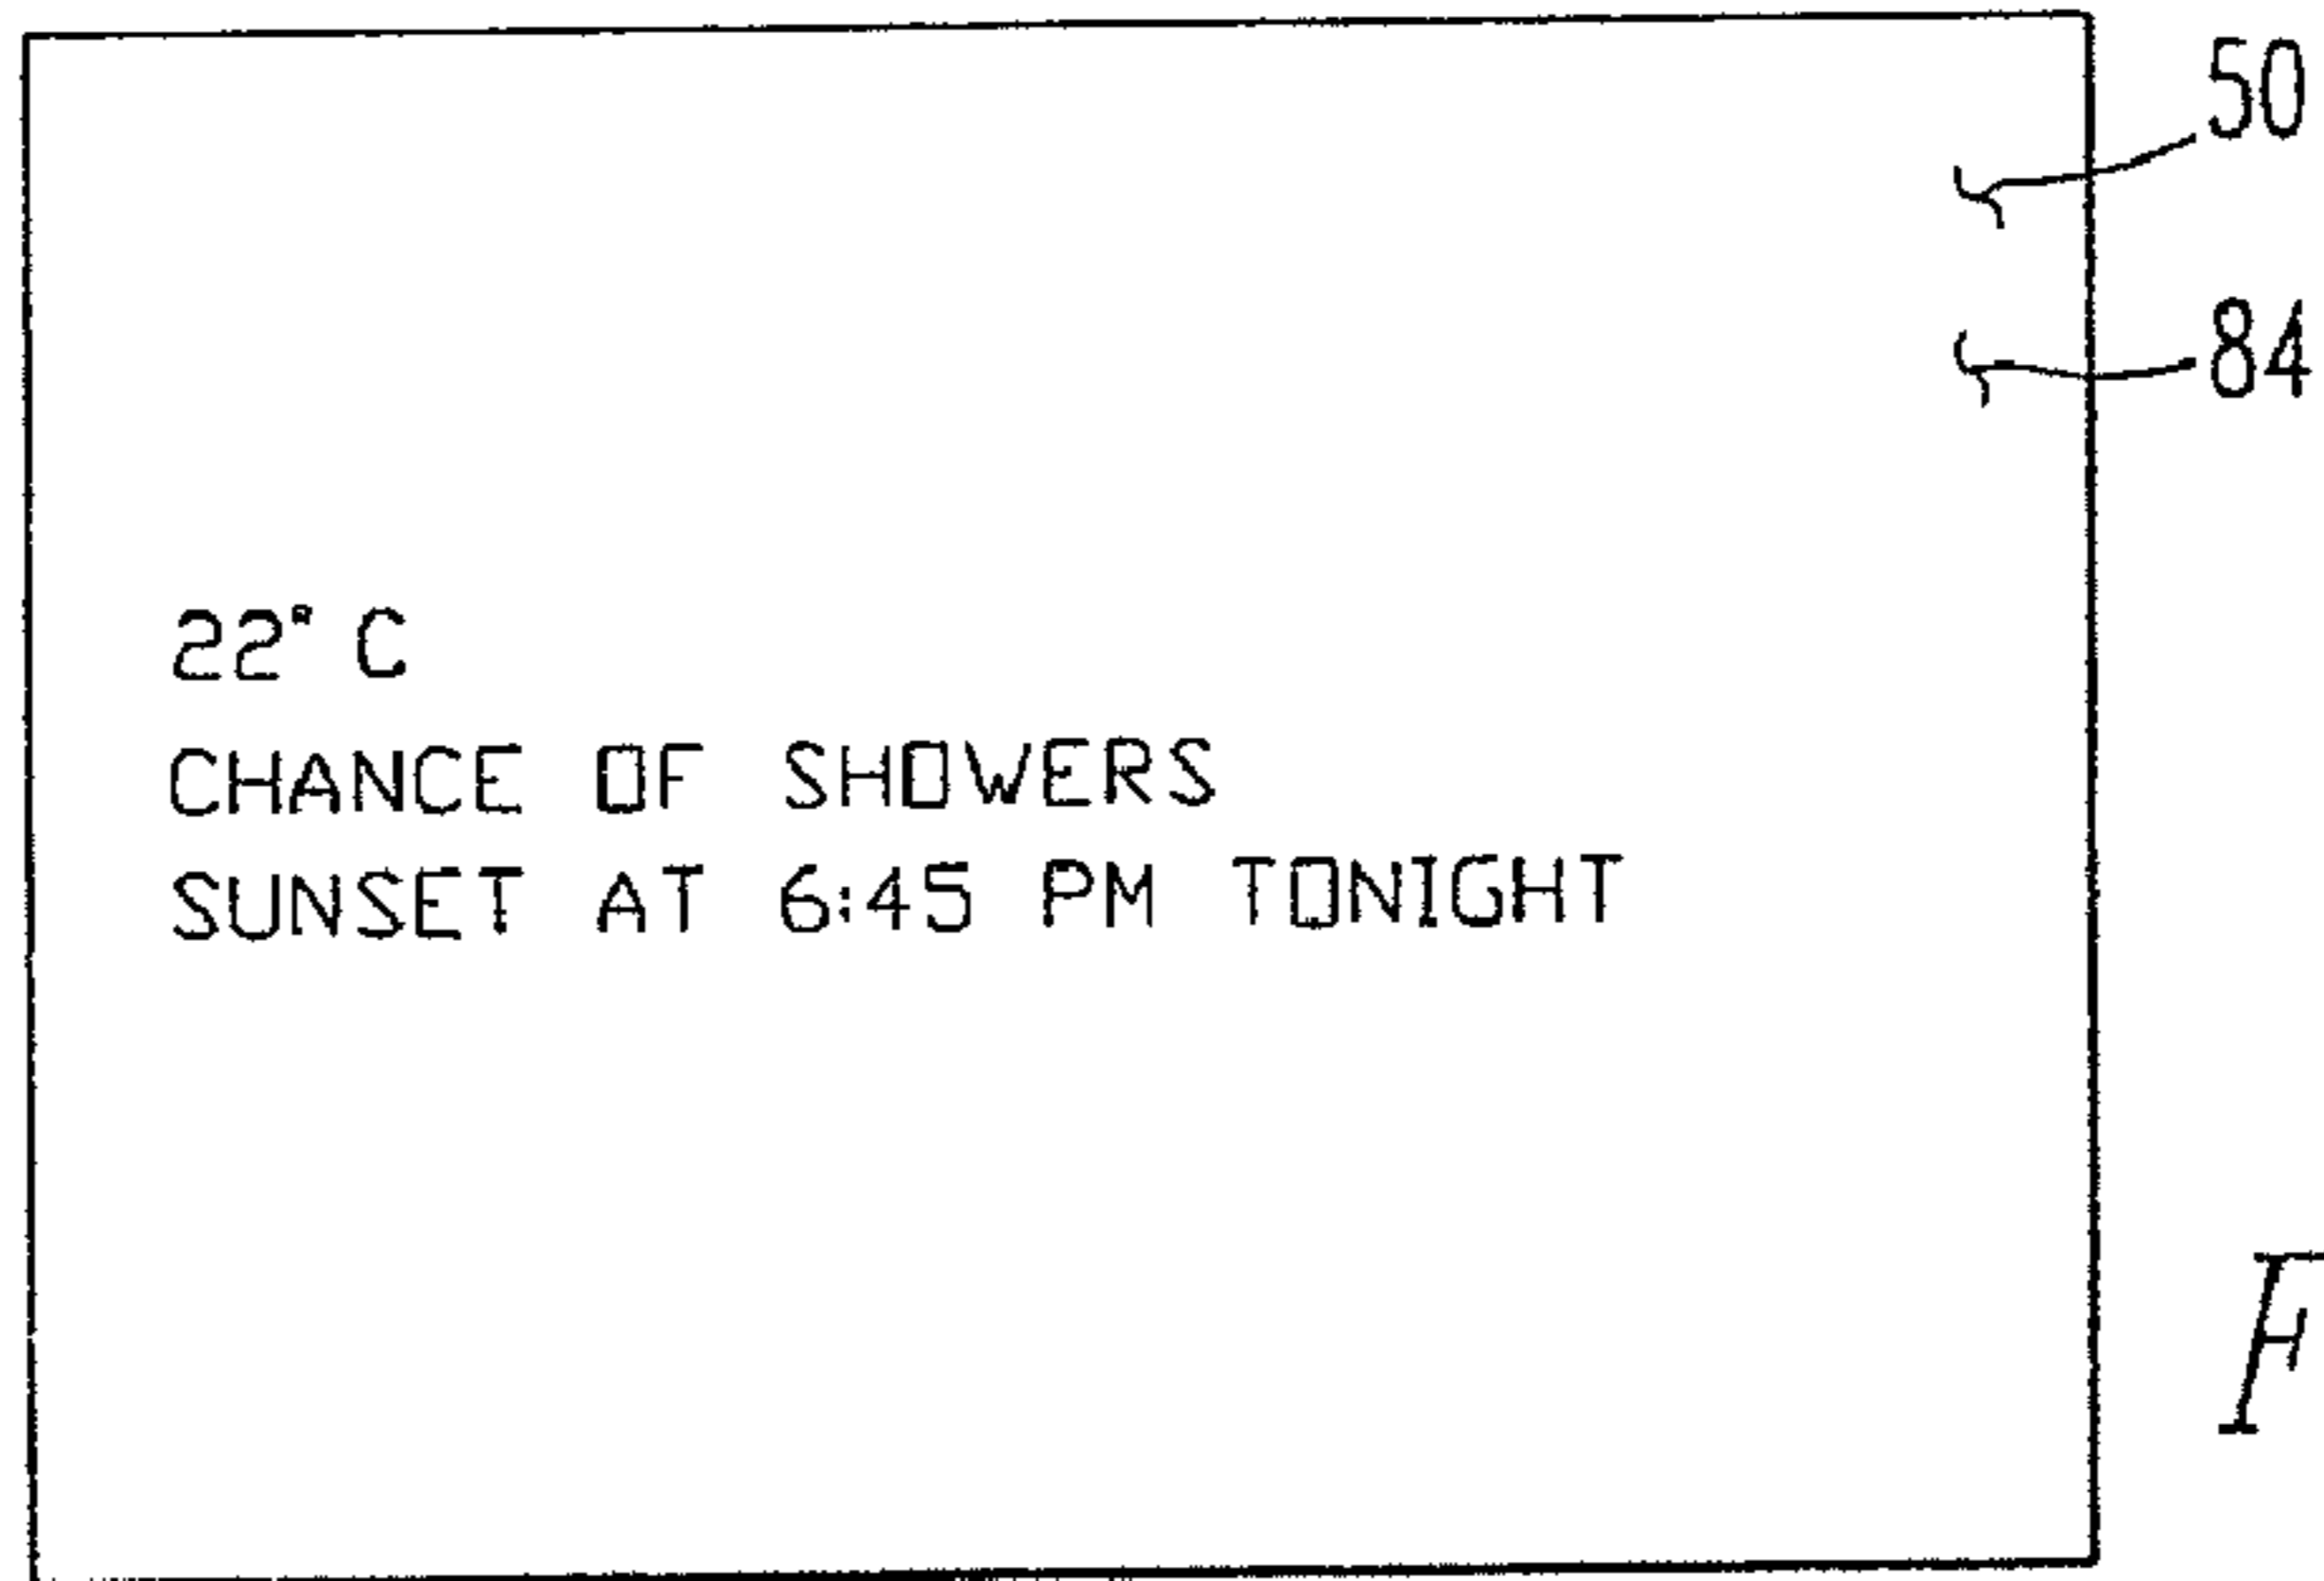 50
84
22° C
CHANCE OF SHOWERS
SUNSET AT 6:45 PM TONIGHT
F